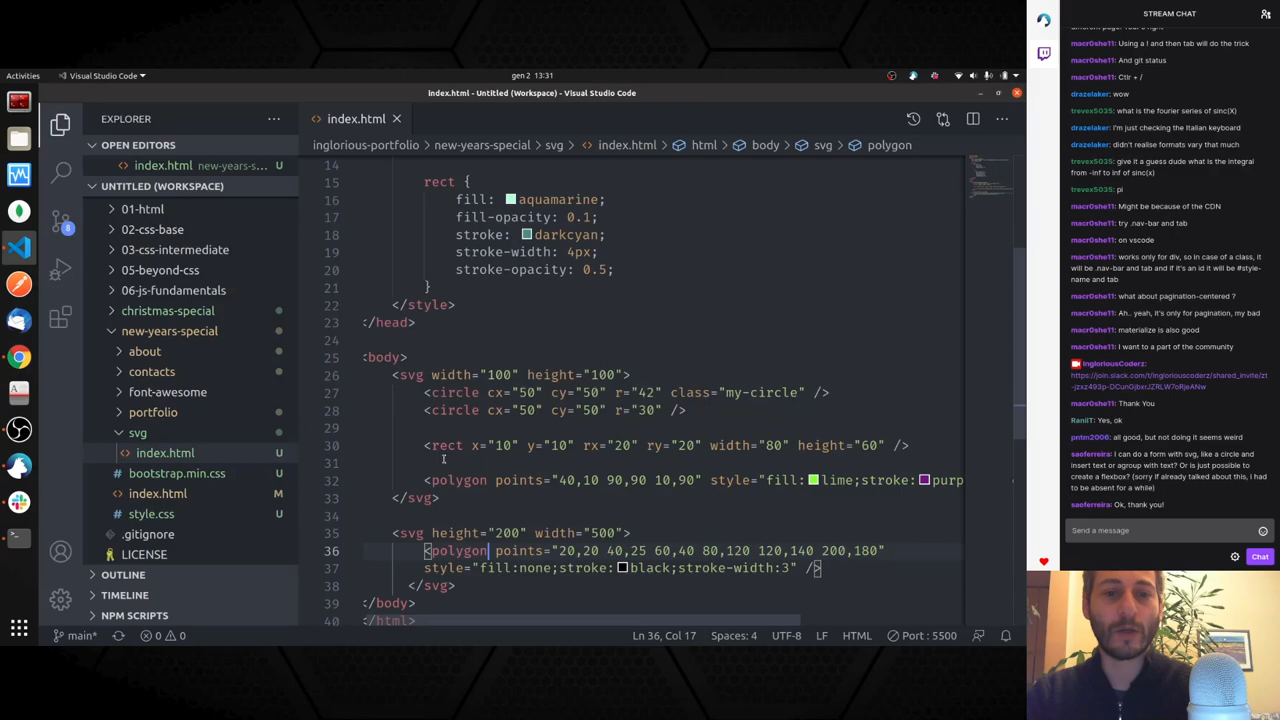 Activities
Visual Studio Code
gen 2 13:31
index.html - Untitled (Workspace) - Visual Studio Code
EXPLORER
OPEN EDITORS
index.html new-years-s... U
UNTITLED (WORKSPACE)
01-html
02-css-base
03-css-intermediate
05-beyond-css
06-js-fundamentals
christmas-special
new-years-special
about
contacts
font-awesome
portfolio
svg
index.html U
bootstrap.min.css U
index.html M
style.css U
.gitignore
LICENSE
OUTLINE
TIMELINE
NPM SCRIPTS
8
index.html
inglorious-portfolio > new-years-special > svg > index.html > html > body > svg > polygon
14
15 rect {
16 fill: aquamarine;
17 fill-opacity: 0.1;
18 stroke: darkcyan;
19 stroke-width: 4px;
20 stroke-opacity: 0.5;
21 }
22 </style>
23 /head>
24
25 body>
26 <svg width="100" height="100">
27 <circle cx="50" cy="50" r="43" class="my-circle" />
28 <circle cx="50" cy="50" r="30" />
29
30 <rect x="10" y="10" rx="20" ry="20" width="80" height="60" />
31
32 <polygon points="40,10 90,90 10,90" style="fill:lime;stroke:purp
33 </svg>
34
35 <svg height="200" width="500">
36 <polygon points="20,20 40,25 60,40 80,120 120,140 200,180"
37 style="fill:none;stroke:black;stroke-width:3" />
38 </svg>
39 /body>
40 /html>
main*
0 0
Ln 36, Col 17
Spaces: 4
UTF-8
LF
HTML
Port : 5500
STREAM CHAT
macr0she11: Using a ! and then tab will do the trick
macr0she11: And git status
macr0she11: Ctlr + /
drazelaker: wow
trevex5035: what is the fourier series of sinc(X)
drazelaker: I'm just checking the Italian keyboard
drazelaker: didn't realise formats vary that much
trevex5035: give it a guess dude what is the integral
from -inf to inf of sinc(x)
trevex5035: pi
macr0she11: Might be because of the CDN
macr0she11: try .nav-bar and tab
macr0she11: on vscode
macr0she11: works only for div, so in case of a class, it
will be .nav-bar and tab and if it's an id it will be #style-
name and tab
macr0she11: what about pagination-centered ?
macr0she11: Ah.. yeah, it's only for pagination, my bad
macr0she11: materialize is also good
macr0she11: I want to a part of the community
IngloriousCoderz:
https://join.slack.com/t/ingloriouscoderz/shared_invite/zt
-jzxz493p-DCunGjbxrJZRLW7oRjeANw
macr0she11: Thank You
RaniiT: Yes, ok
pntm2006: all good, but not doing it seems weird
saoferreira: I can do a form with svg, like a circle and
insert text or agroup with text? Or is just possible to
create a flexbox? (sorry if already talked about this, I had
to be absent for a while)
saoferreira: Ok, thank you!
Send a message
Chat